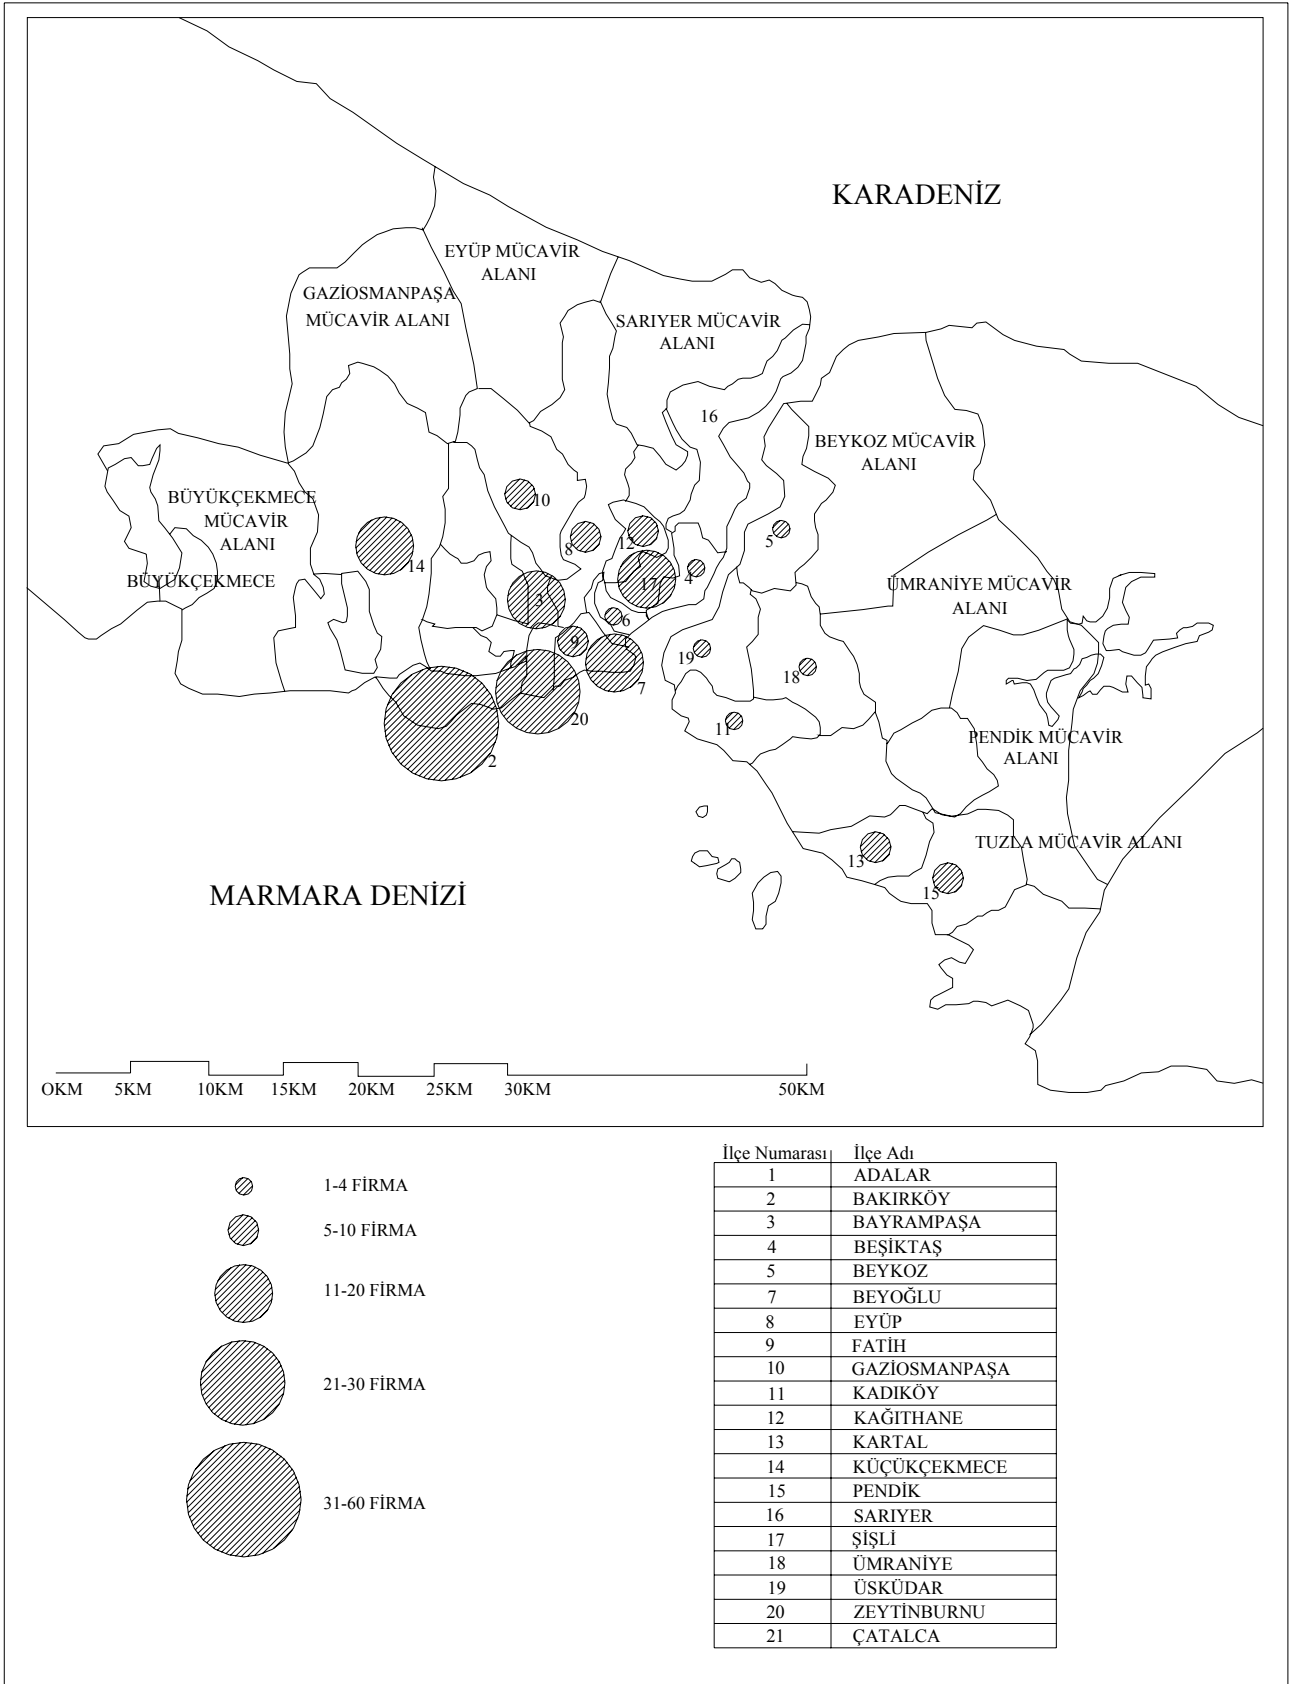 KARADENİZ
EYÜP MÜCAVİR
ALANI
GAZİOSMANPAŞA
MÜCAVİR ALANI
SARIYER MÜCAVİR
ALANI
16
BEYKOZ MÜCAVİR
ALANI
BÜYÜKÇEKMECE
MÜCAVİR
ALANI
BÜYÜKÇEKMECE
10
14
8
12
5
17
4
3
6
ÜMRANİYE MÜCAVİR
ALANI
9
19
18
7
20
11
2
PENDİK MÜCAVİR
ALANI
TUZLA MÜCAVİR ALANI
13
15
MARMARA DENİZİ
OKM 5KM 10KM 15KM 20KM 25KM 30KM 50KM
1-4 FİRMA
5-10 FİRMA
11-20 FİRMA
21-30 FİRMA
31-60 FİRMA
İlçe Numarası İlçe Adı
1 ADALAR
2 BAKIRKÖY
3 BAYRAMPAŞA
4 BEŞİKTAŞ
5 BEYKOZ
7 BEYOĞLU
8 EYÜP
9 FATİH
10 GAZİOSMANPAŞA
11 KADIKÖY
12 KAĞITHANE
13 KARTAL
14 KÜÇÜKÇEKMECE
15 PENDİK
16 SARIYER
17 ŞİŞLİ
18 ÜMRANİYE
19 ÜSKÜDAR
20 ZEYTİNBURNU
21 ÇATALCA